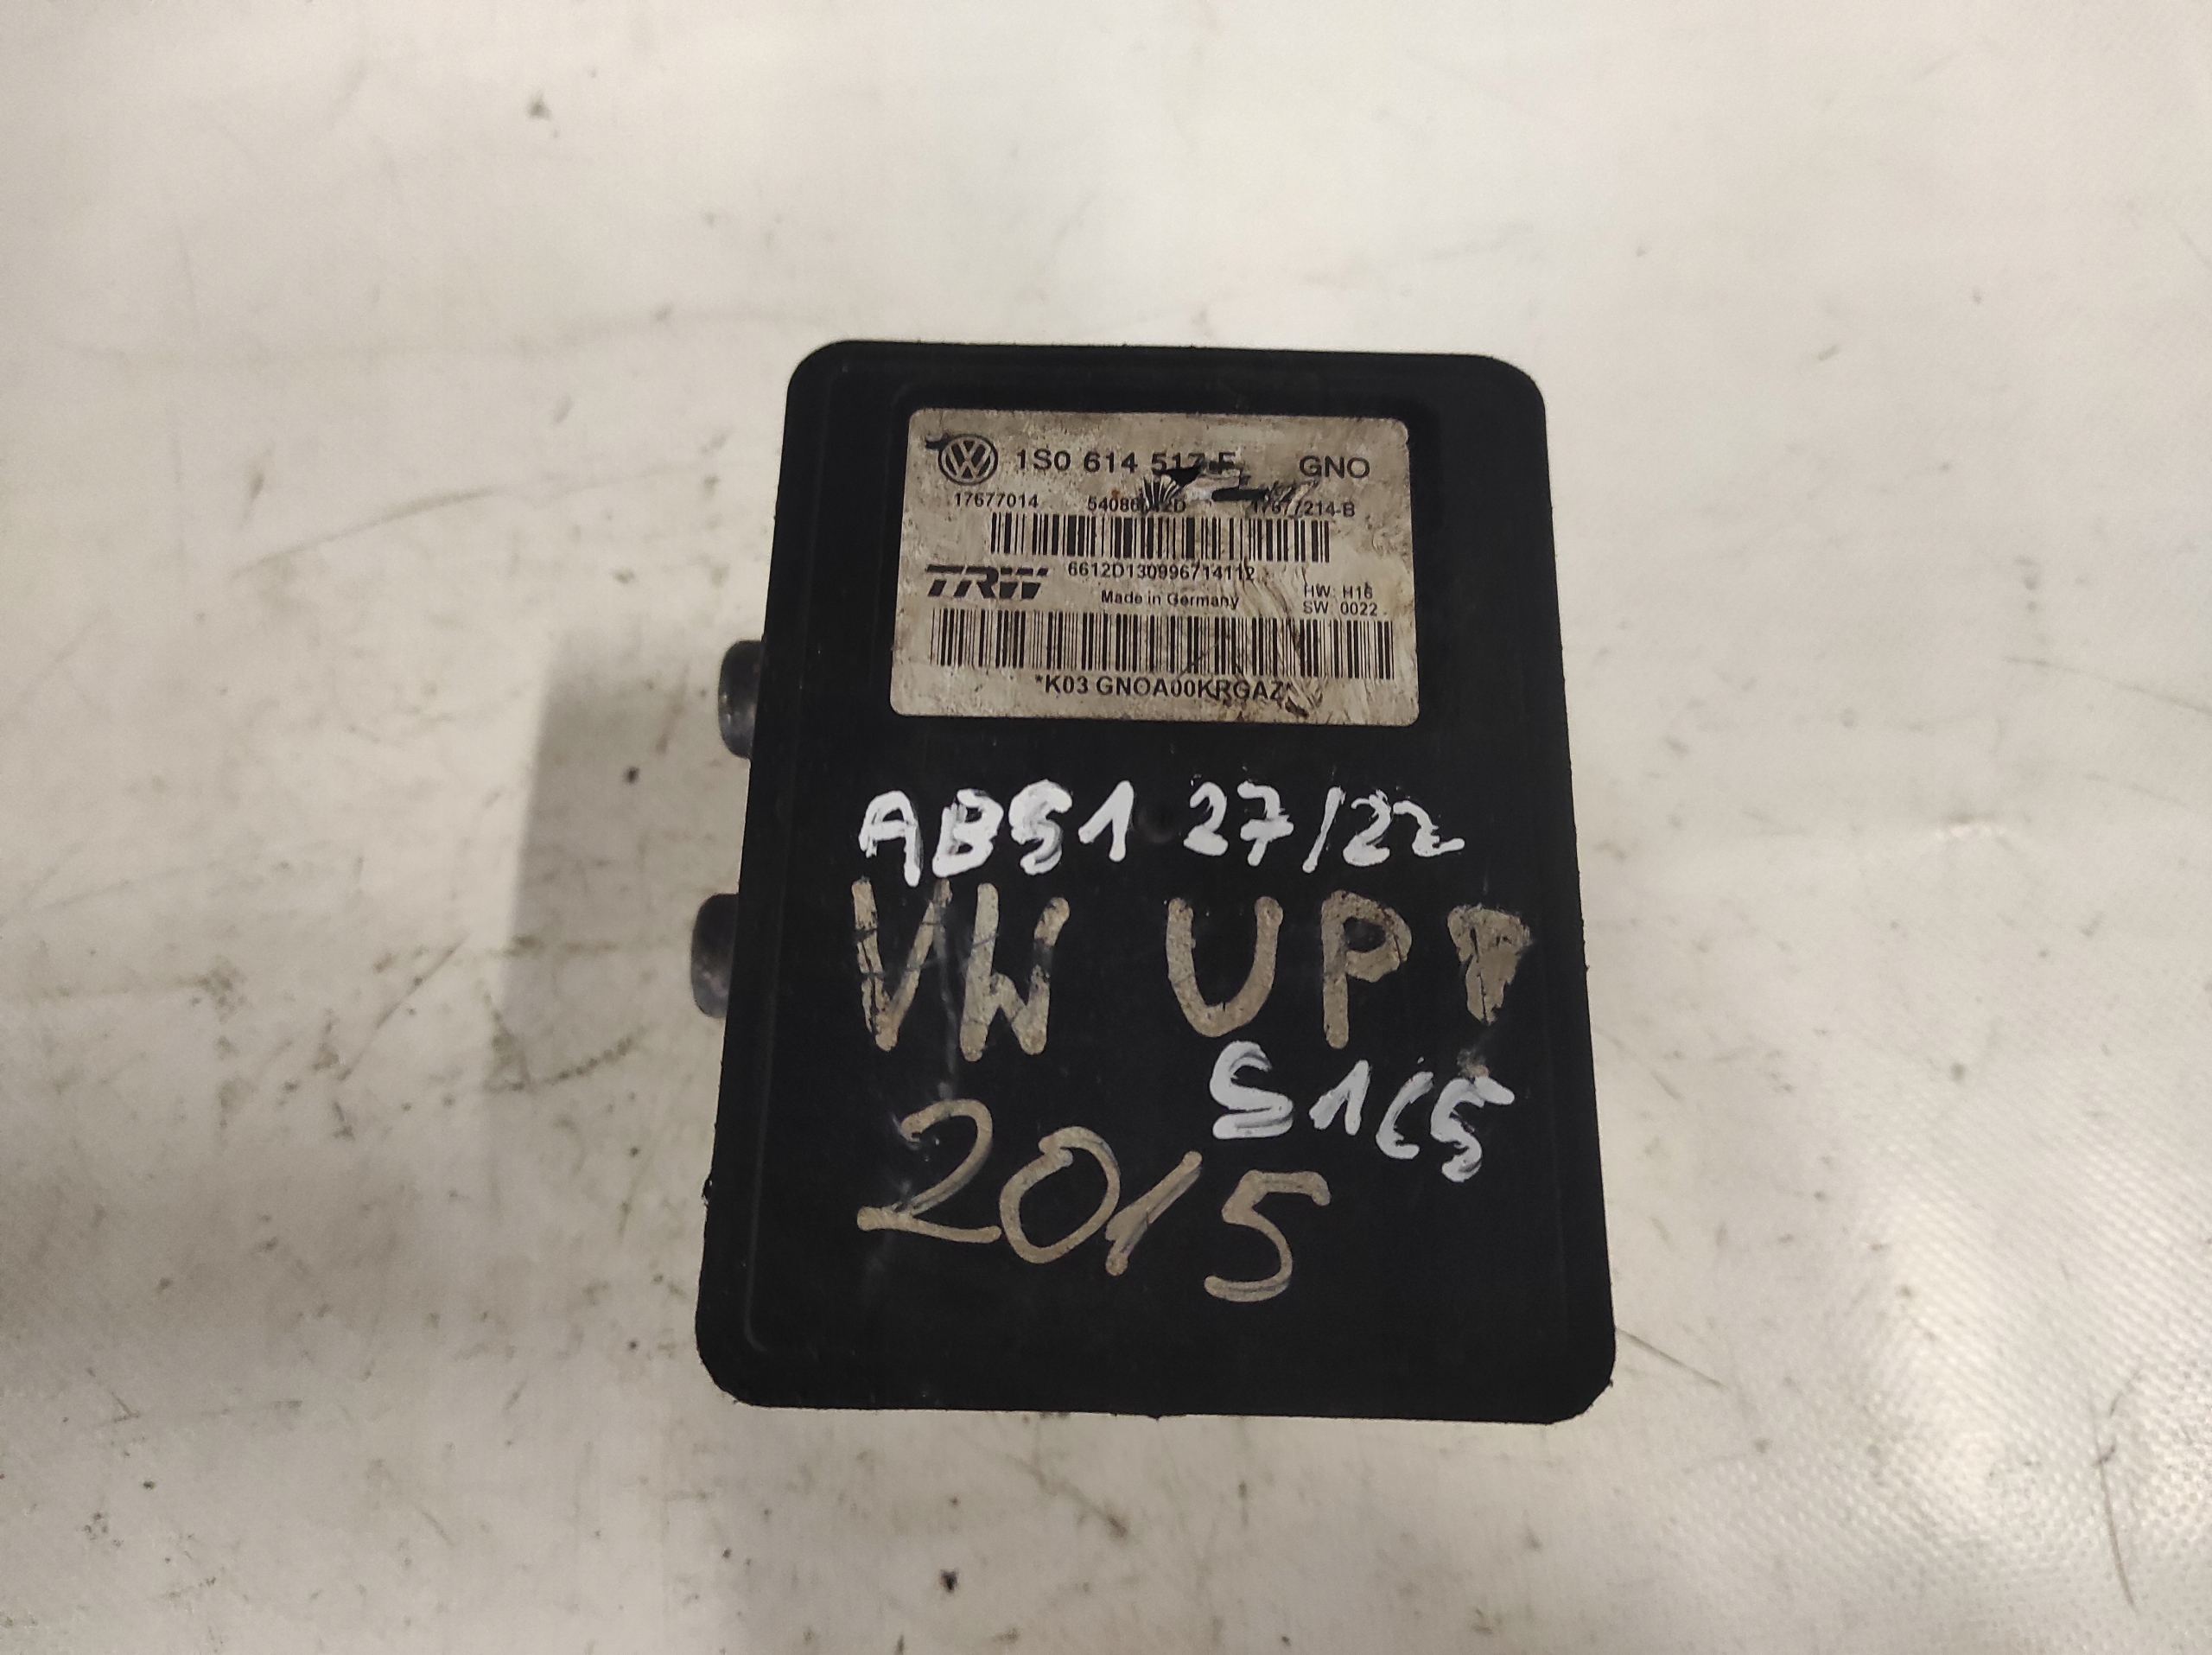 1S0 614 517 F GNO
17677014 17677214-B
6612D130996714112
TRW
Made in Germany
HW: H16
SW: 0022
*K03 GNOA00KRGAZ*
ABS1 27/22
VW UP
S165
2015